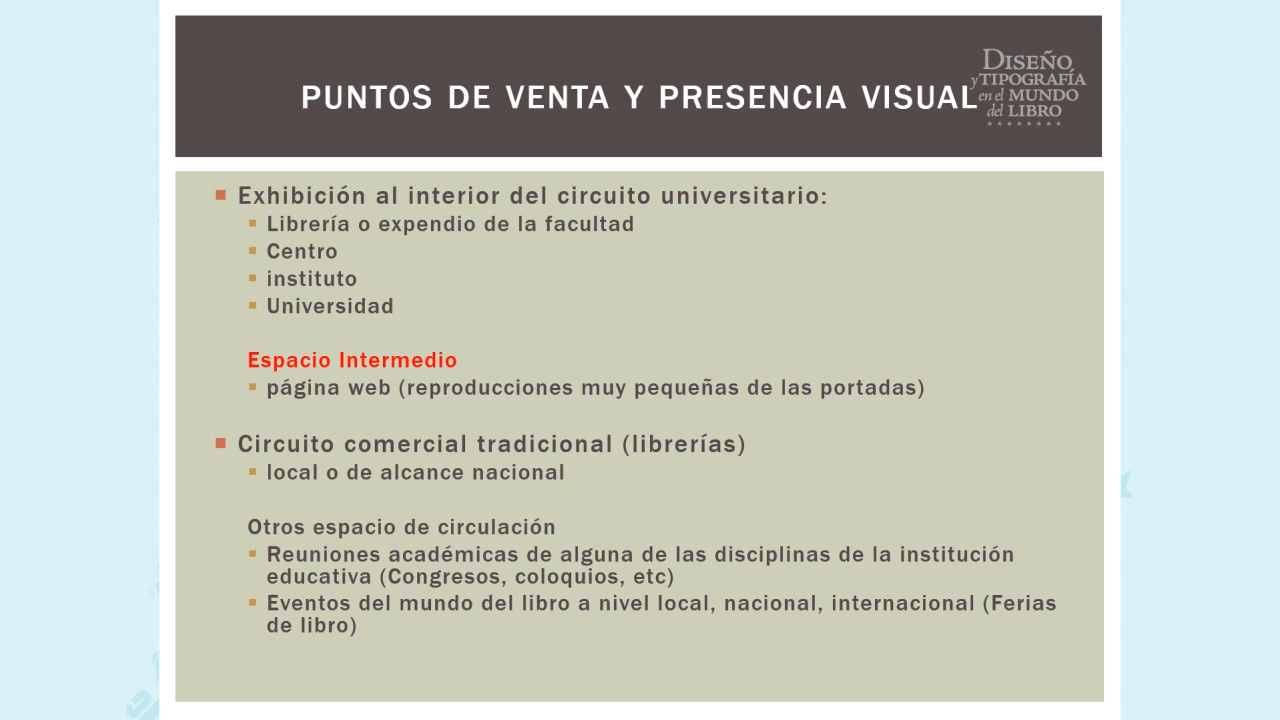 PUNTOS DE VENTA Y PRESENCIA VISUAL
DISEÑO
y TIPOGRAFÍA
en el MUNDO
del LIBRO
Exhibición al interior del circuito universitario:
Librería o expendio de la facultad
Centro
instituto
Universidad
Espacio Intermedio
página web (reproducciones muy pequeñas de las portadas)
Circuito comercial tradicional (librerías)
local o de alcance nacional
Otros espacio de circulación
Reuniones académicas de alguna de las disciplinas de la institución
educativa (Congresos, coloquios, etc)
Eventos del mundo del libro a nivel local, nacional, internacional (Ferias
de libro)